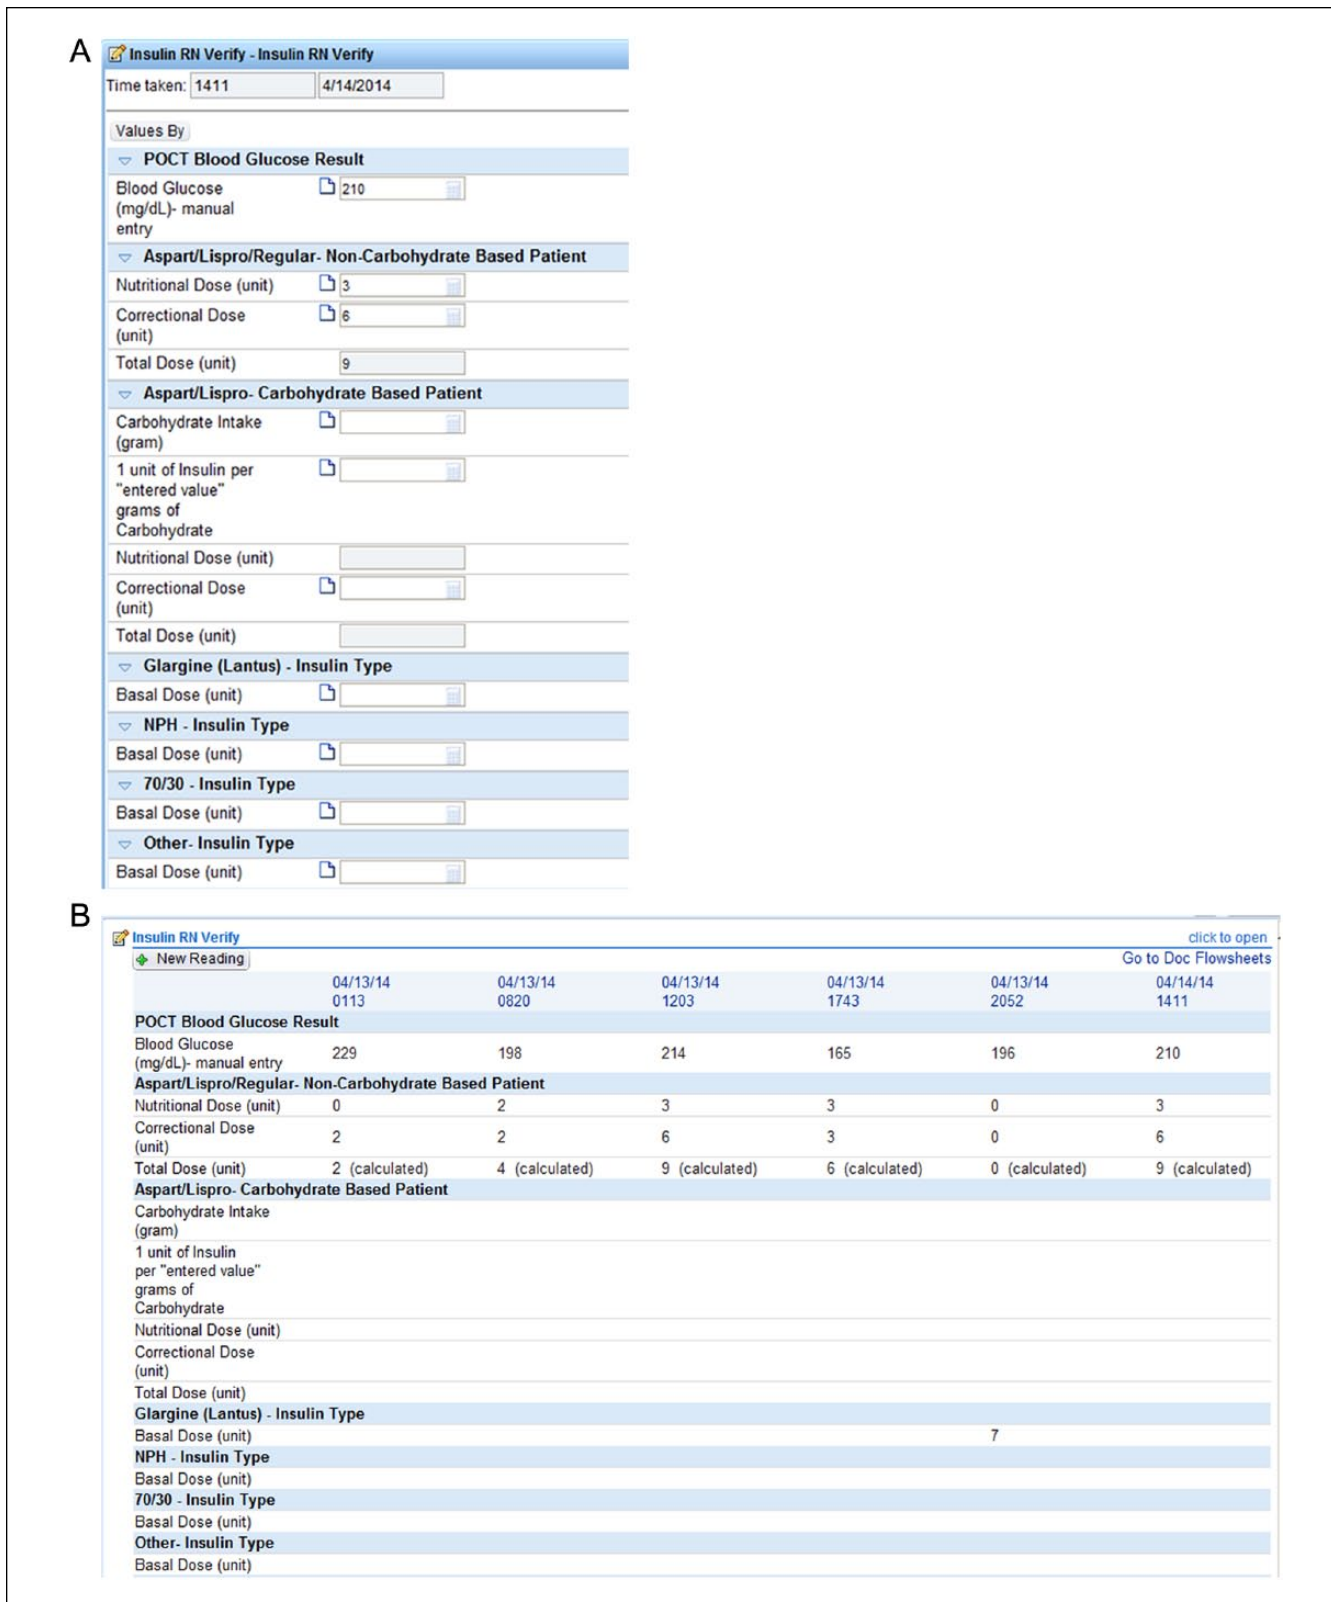 A
Insulin RN Verify - Insulin RN Verify
Time taken: 1411 4/14/2014
Values By
POCT Blood Glucose Result
Blood Glucose 210
(mg/dL)- manual
entry
Aspart/Lispro/Regular- Non-Carbohydrate Based Patient
Nutritional Dose (unit) 3
Correctional Dose 6
(unit)
Total Dose (unit) 9
Aspart/Lispro- Carbohydrate Based Patient
Carbohydrate Intake
(gram)
1 unit of Insulin per
"entered value"
grams of
Carbohydrate
Nutritional Dose (unit)
Correctional Dose
(unit)
Total Dose (unit)
Glargine (Lantus) - Insulin Type
Basal Dose (unit)
NPH - Insulin Type
Basal Dose (unit)
70/30 - Insulin Type
Basal Dose (unit)
Other- Insulin Type
Basal Dose (unit)
B
Insulin RN Verify click to open
New Reading Go to Doc Flowsheets
04/13/14 04/13/14 04/13/14 04/13/14 04/13/14 04/14/14
0113 0820 1203 1743 2052 1411
POCT Blood Glucose Result
Blood Glucose
(mg/dL)- manual entry 229 198 214 165 196 210
Aspart/Lispro/Regular- Non-Carbohydrate Based Patient
Nutritional Dose (unit) 0 2 3 3 0 3
Correctional Dose
(unit) 2 2 6 3 0 6
Total Dose (unit) 2 (calculated) 4 (calculated) 9 (calculated) 6 (calculated) 0 (calculated) 9 (calculated)
Aspart/Lispro- Carbohydrate Based Patient
Carbohydrate Intake
(gram)
1 unit of Insulin
per "entered value"
grams of
Carbohydrate
Nutritional Dose (unit)
Correctional Dose
(unit)
Total Dose (unit)
Glargine (Lantus) - Insulin Type
Basal Dose (unit) 7
NPH - Insulin Type
Basal Dose (unit)
70/30 - Insulin Type
Basal Dose (unit)
Other- Insulin Type
Basal Dose (unit)